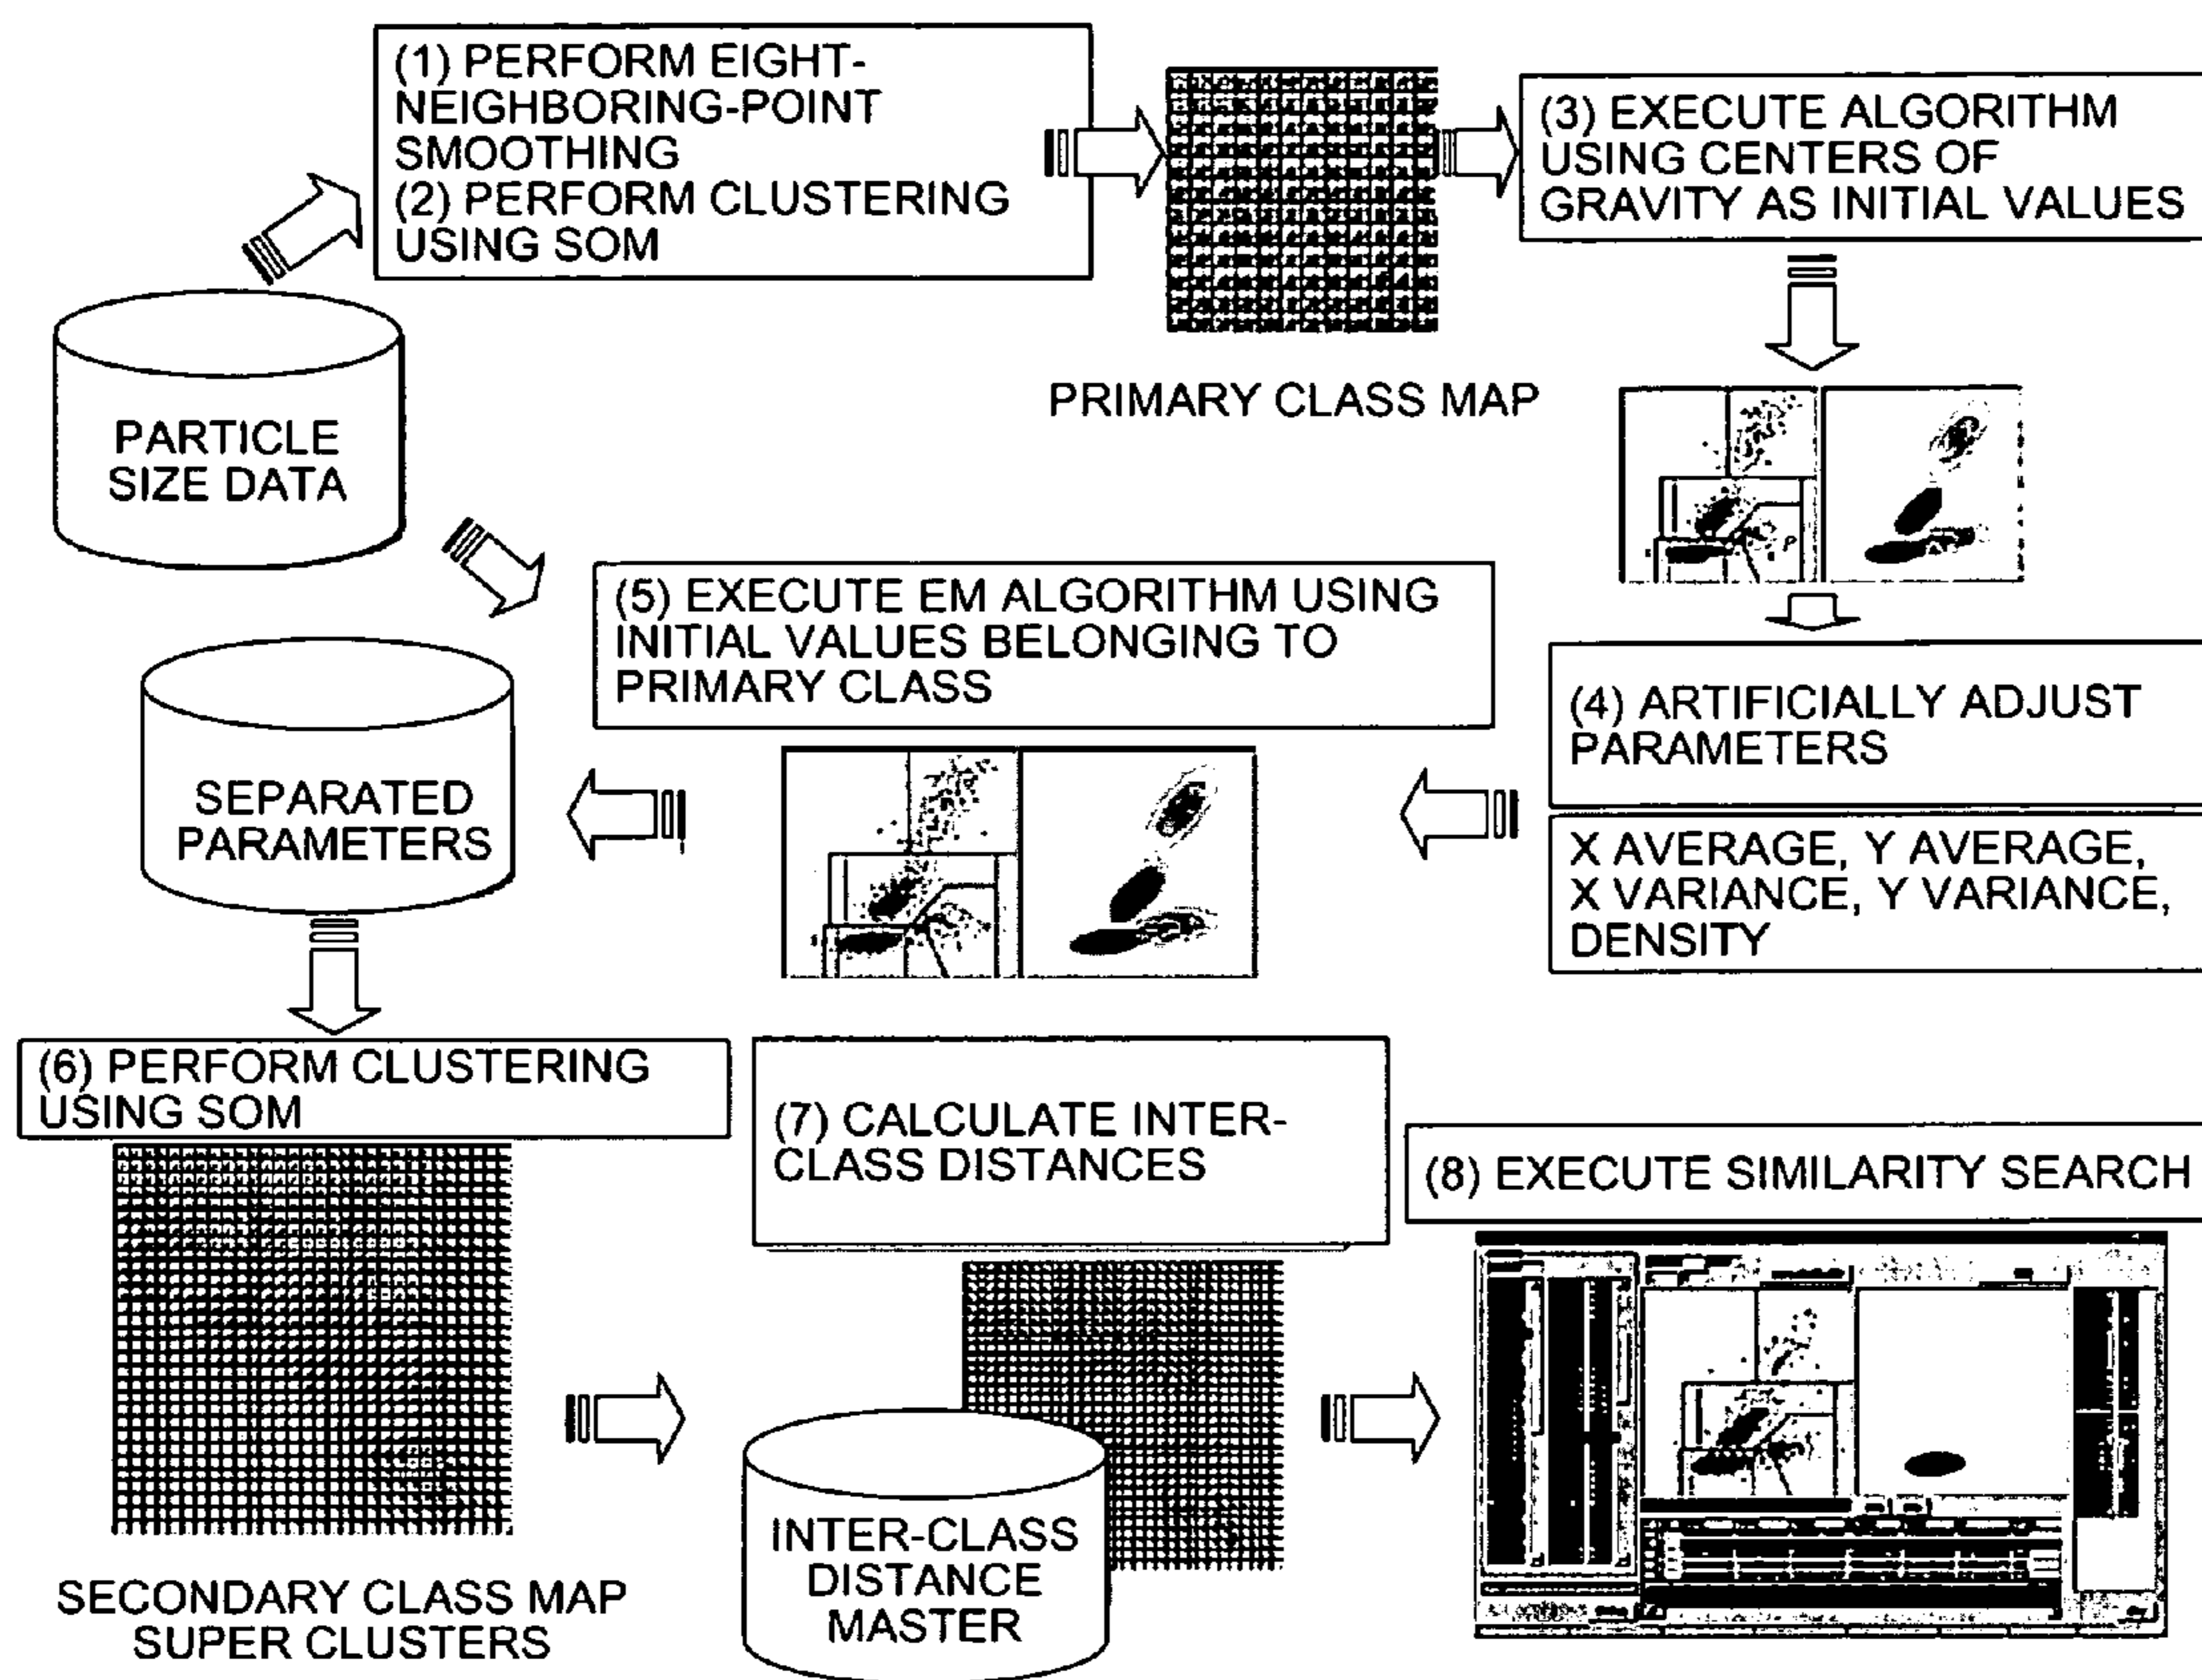 (1) PERFORM EIGHT-
NEIGHBORING-POINT
SMOOTHING
(2) PERFORM CLUSTERING
USING SOM
(3) EXECUTE ALGORITHM
USING CENTERS OF
GRAVITY AS INITIAL VALUES
PRIMARY CLASS MAP
PARTICLE
SIZE DATA
(5) EXECUTE EM ALGORITHM USING
INITIAL VALUES BELONGING TO
PRIMARY CLASS
(4) ARTIFICIALLY ADJUST
PARAMETERS
X AVERAGE, Y AVERAGE,
X VARIANCE, Y VARIANCE,
DENSITY
SEPARATED
PARAMETERS
(6) PERFORM CLUSTERING
USING SOM
(7) CALCULATE INTER-
CLASS DISTANCES
(8) EXECUTE SIMILARITY SEARCH
SECONDARY CLASS MAP
SUPER CLUSTERS
INTER-CLASS
DISTANCE
MASTER